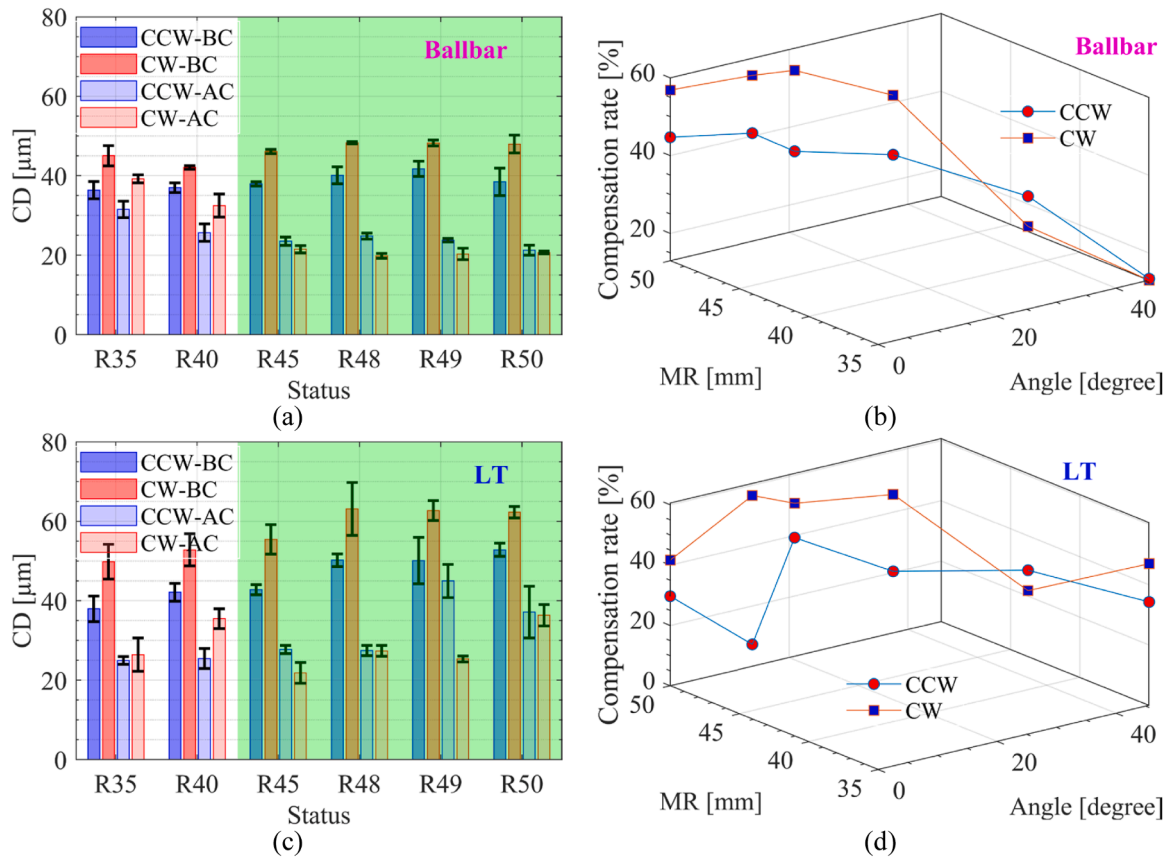 80
60
40
20
0
CD [µm]
CCW-BC
CW-BC
CCW-AC
CW-AC
Ballbar
R35 R40 R45 R48 R49 R50
Status
(a)
Compensation rate [%]
60
40
20
50
45
40
35
MR [mm]
0
20
40
Angle [degree]
Ballbar
CCW
CW
(b)
80
60
40
20
0
CD [µm]
CCW-BC
CW-BC
CCW-AC
CW-AC
LT
R35 R40 R45 R48 R49 R50
Status
(c)
Compensation rate [%]
60
40
20
0
50
45
40
35
MR [mm]
0
20
40
Angle [degree]
LT
CCW
CW
(d)